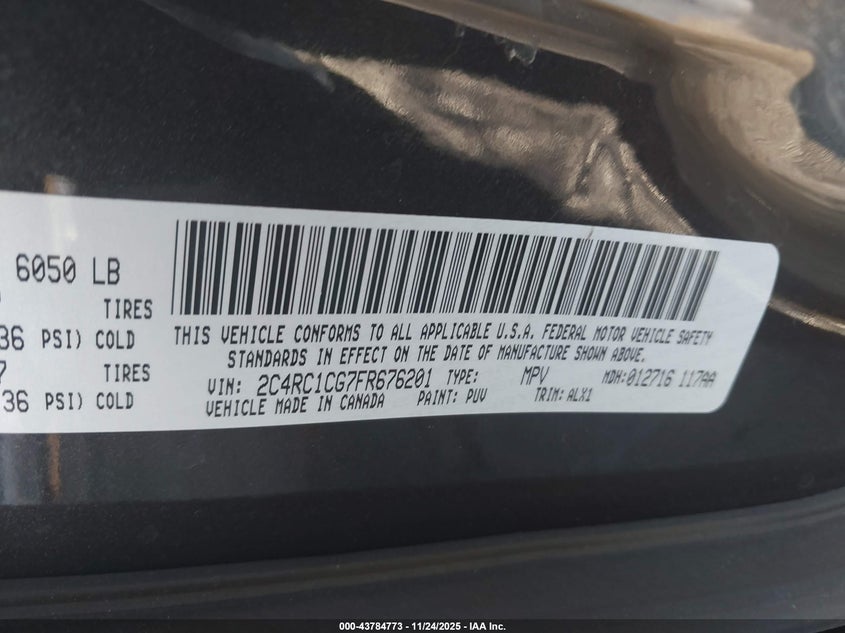 6050 LB
TIRES
36 PSI) COLD
THIS VEHICLE CONFORMS TO ALL APPLICABLE U.S.A. FEDERAL MOTOR VEHICLE SAFETY
STANDARDS IN EFFECT ON THE DATE OF MANUFACTURE SHOWN ABOVE.
7 TIRES
VIN: 2C4RC1CG7FR676201 TYPE: MPV MDH:012716 117AA
36 PSI) COLD
VEHICLE MADE IN CANADA PAINT: PUV TRIM: ALX1
000-43784773 - 11/24/2025 - IAA Inc.